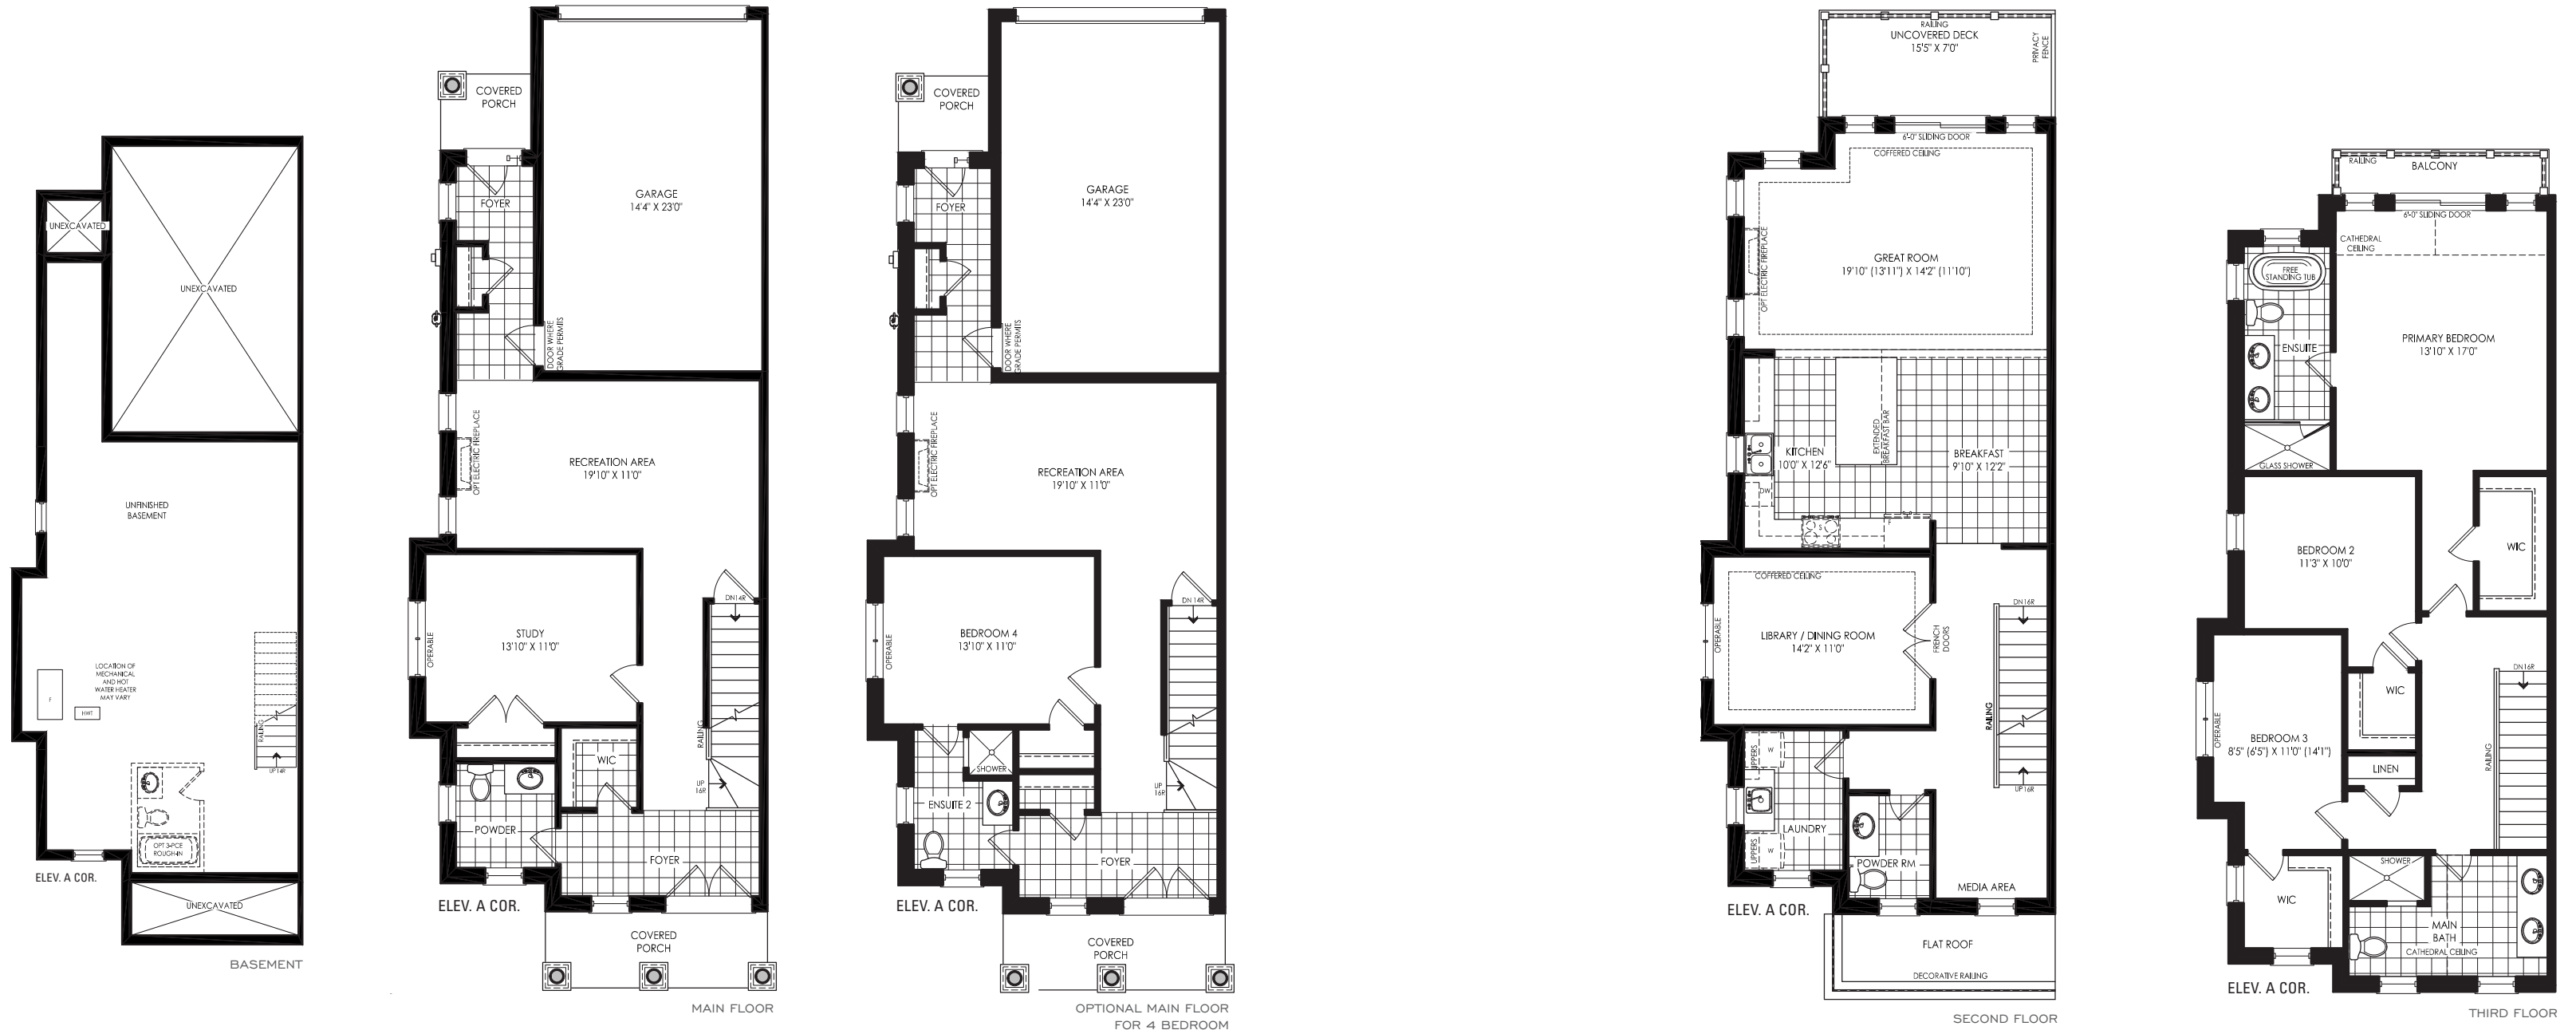 UNEXCAVATED
UNEXCAVATED
UNFINISHED
BASEMENT
LOCATION OF
MECHANICAL
AND HOT
WATER HEATER
MAY VARY
F
HWT
RAILING
UP 14R
OPT 3-PCE
ROUGH-IN
ELEV. A COR.
UNEXCAVATED
BASEMENT
COVERED
PORCH
FOYER
GARAGE
14'4" X 23'0"
DOOR WHERE
GRADE PERMITS
OPT ELECTRIC FIREPLACE
RECREATION AREA
19'10" X 11'0"
DN 14R
STUDY
13'10" X 11'0"
OPERABLE
RAILING
WIC
UP
16R
POWDER
FOYER
ELEV. A COR.
COVERED
PORCH
MAIN FLOOR
COVERED
PORCH
FOYER
GARAGE
14'4" X 23'0"
DOOR WHERE
GRADE PERMITS
OPT ELECTRIC FIREPLACE
RECREATION AREA
19'10" X 11'0"
DN 14R
BEDROOM 4
13'10" X 11'0"
OPERABLE
SHOWER
UP
16R
ENSUITE 2
FOYER
ELEV. A COR.
COVERED
PORCH
OPTIONAL MAIN FLOOR
FOR 4 BEDROOM
RAILING
UNCOVERED DECK
15'5" X 7'0"
PRIVACY
FENCE
6'-0" SLIDING DOOR
COFFERED CEILING
OPT ELECTRIC FIREPLACE
GREAT ROOM
19'10" (13'11") X 14'2" (11'10")
KITCHEN
10'0" X 12'6"
EXTENDED
BREAKFAST BAR
BREAKFAST
9'10" X 12'2"
DW
S
F
COFFERED CEILING
DN 16R
LIBRARY / DINING ROOM
14'2" X 11'0"
OPERABLE
FRENCH
DOORS
RAILING
UPPERS
W
UP 16R
LAUNDRY
UPPERS
W
POWDER RM
MEDIA AREA
ELEV. A COR.
FLAT ROOF
DECORATIVE RAILING
SECOND FLOOR
RAILING
BALCONY
6'-0" SLIDING DOOR
CATHEDRAL
CEILING
FREE
STANDING TUB
ENSUITE
PRIMARY BEDROOM
13'10" X 17'0"
GLASS SHOWER
BEDROOM 2
11'3" X 10'0"
WIC
DN 16R
WIC
OPERABLE
BEDROOM 3
8'5" (6'5") X 11'0" (14'1")
RAILING
LINEN
SHOWER
WIC
MAIN
BATH
CATHEDRAL CEILING
ELEV. A COR.
THIRD FLOOR